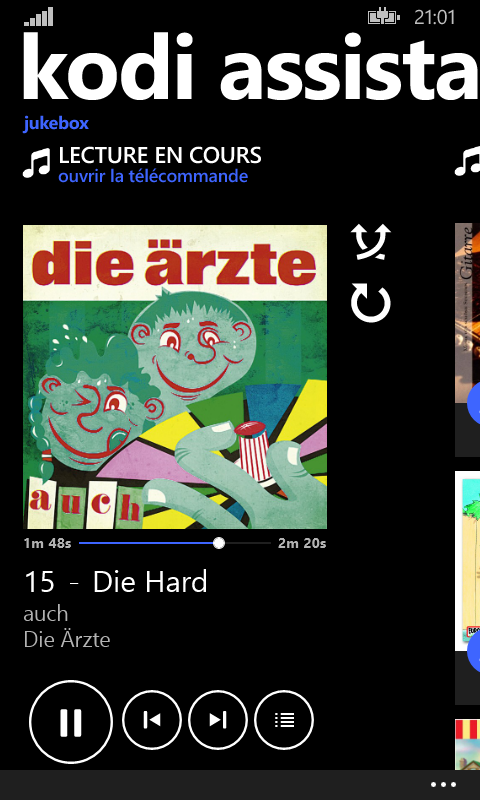 21:01
kodi assista
jukebox
LECTURE EN COURS
ouvrir la télécommande
die ärzte
auch
Gitarre
1m 48s 2m 20s
15 - Die Hard
auch
Die Ärzte